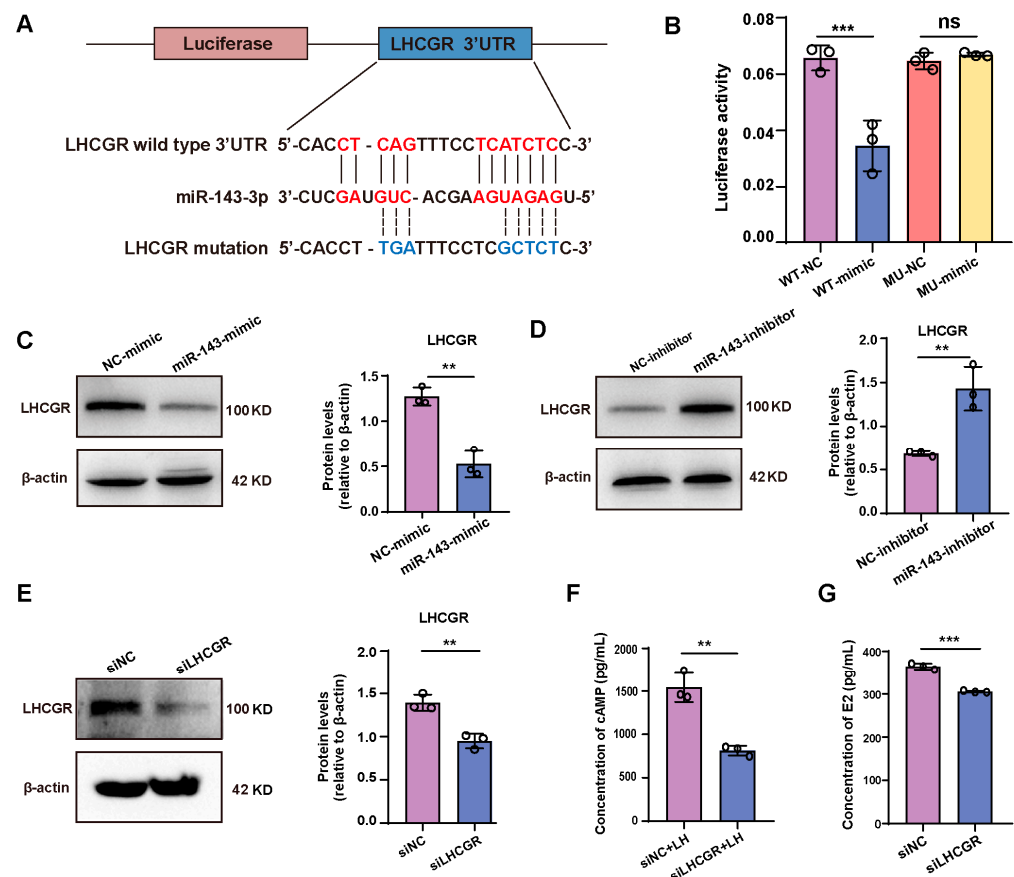 A
Luciferase
LHCGR 3’UTR
LHCGR wild type 3’UTR 5’-CACCT - CAGTTTCCTCATCTCC-3’
miR-143-3p 3’-CUCGAUGUC- ACGAAGUAGAGU-5’
LHCGR mutation 5’-CACCT - TGATTTCCTCGCTCTC-3’
B
Luciferase activity
0.08
0.06
0.04
0.02
0.00
***
ns
WT-NC
WT-mimic
MU-NC
MU-mimic
C
NC-mimic
miR-143-mimic
LHCGR
100 KD
β-actin
42 KD
LHCGR
**
Protein levels
(relative to β-actin)
1.5
1.0
0.5
0.0
NC-mimic
miR-143-mimic
D
NC-inhibitor
miR-143-inhibitor
LHCGR
100 KD
β-actin
42 KD
LHCGR
**
Protein levels
(relative to β-actin)
2.0
1.5
1.0
0.5
0.0
NC-inhibitor
miR-143-inhibitor
E
siNC
siLHCGR
LHCGR
100 KD
β-actin
42 KD
LHCGR
**
Protein levels
(relative to β-actin)
2.0
1.5
1.0
0.5
0.0
siNC
siLHCGR
F
Concentration of cAMP (pg/mL)
2000
1500
1000
500
0
**
siNC+LH
siLHCGR+LH
G
Concentration of E2 (pg/mL)
400
300
200
100
0
***
siNC
siLHCGR